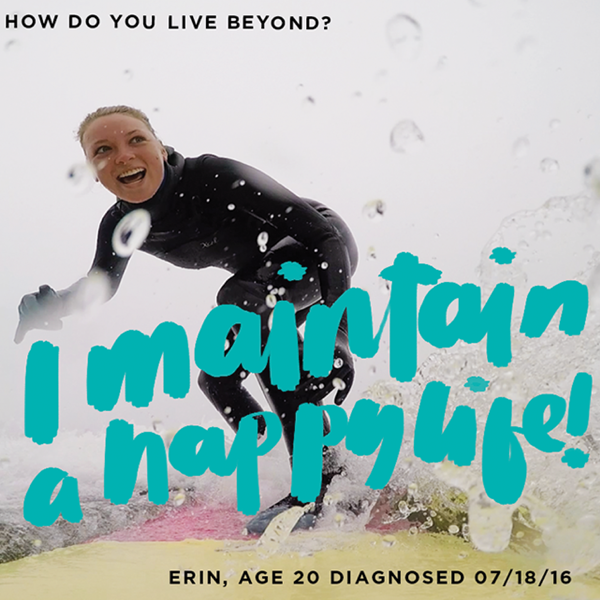 HOW DO YOU LIVE BEYOND?
I maintain
a happy life!
ERIN, AGE 20 DIAGNOSED 07/18/16